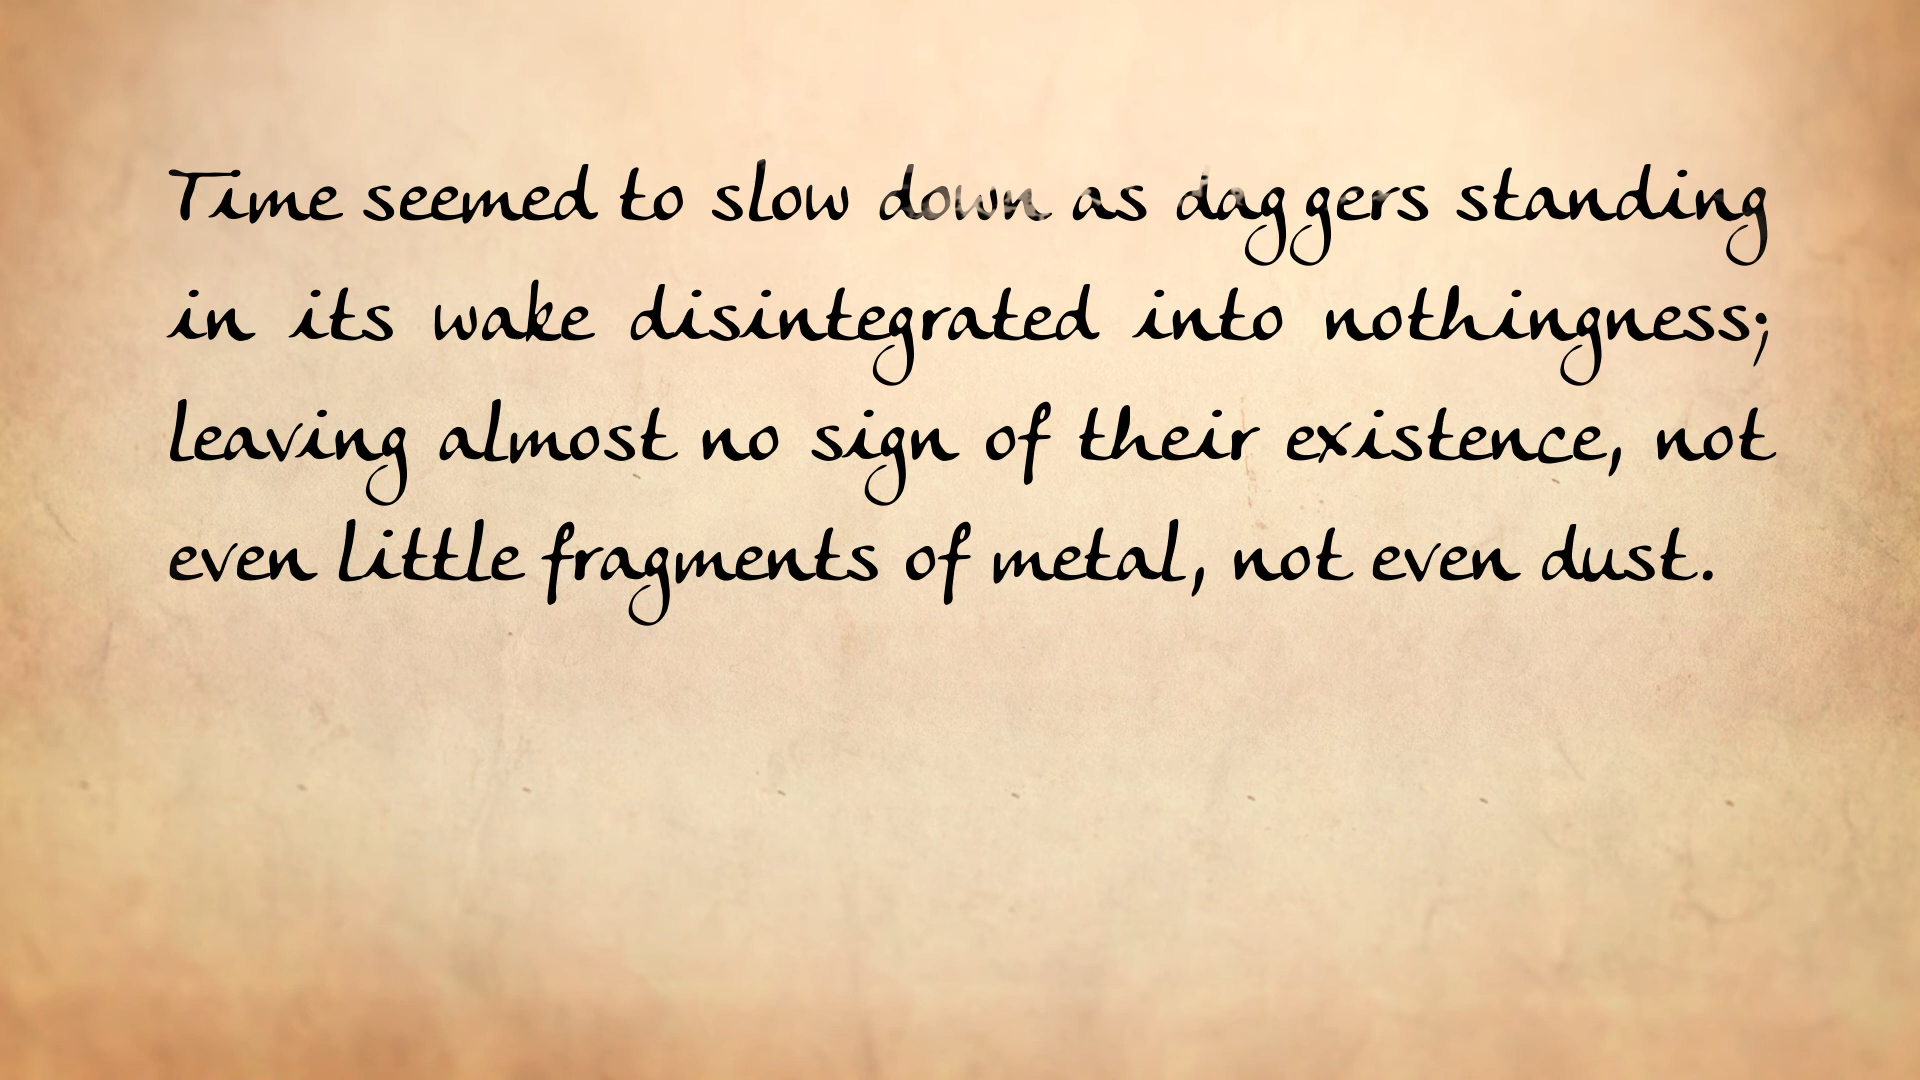 Time seemed to slow down as daggers standing
in its wake disintegrated into nothingness;
leaving almost no sign of their existence, not
even little fragments of metal, not even dust.